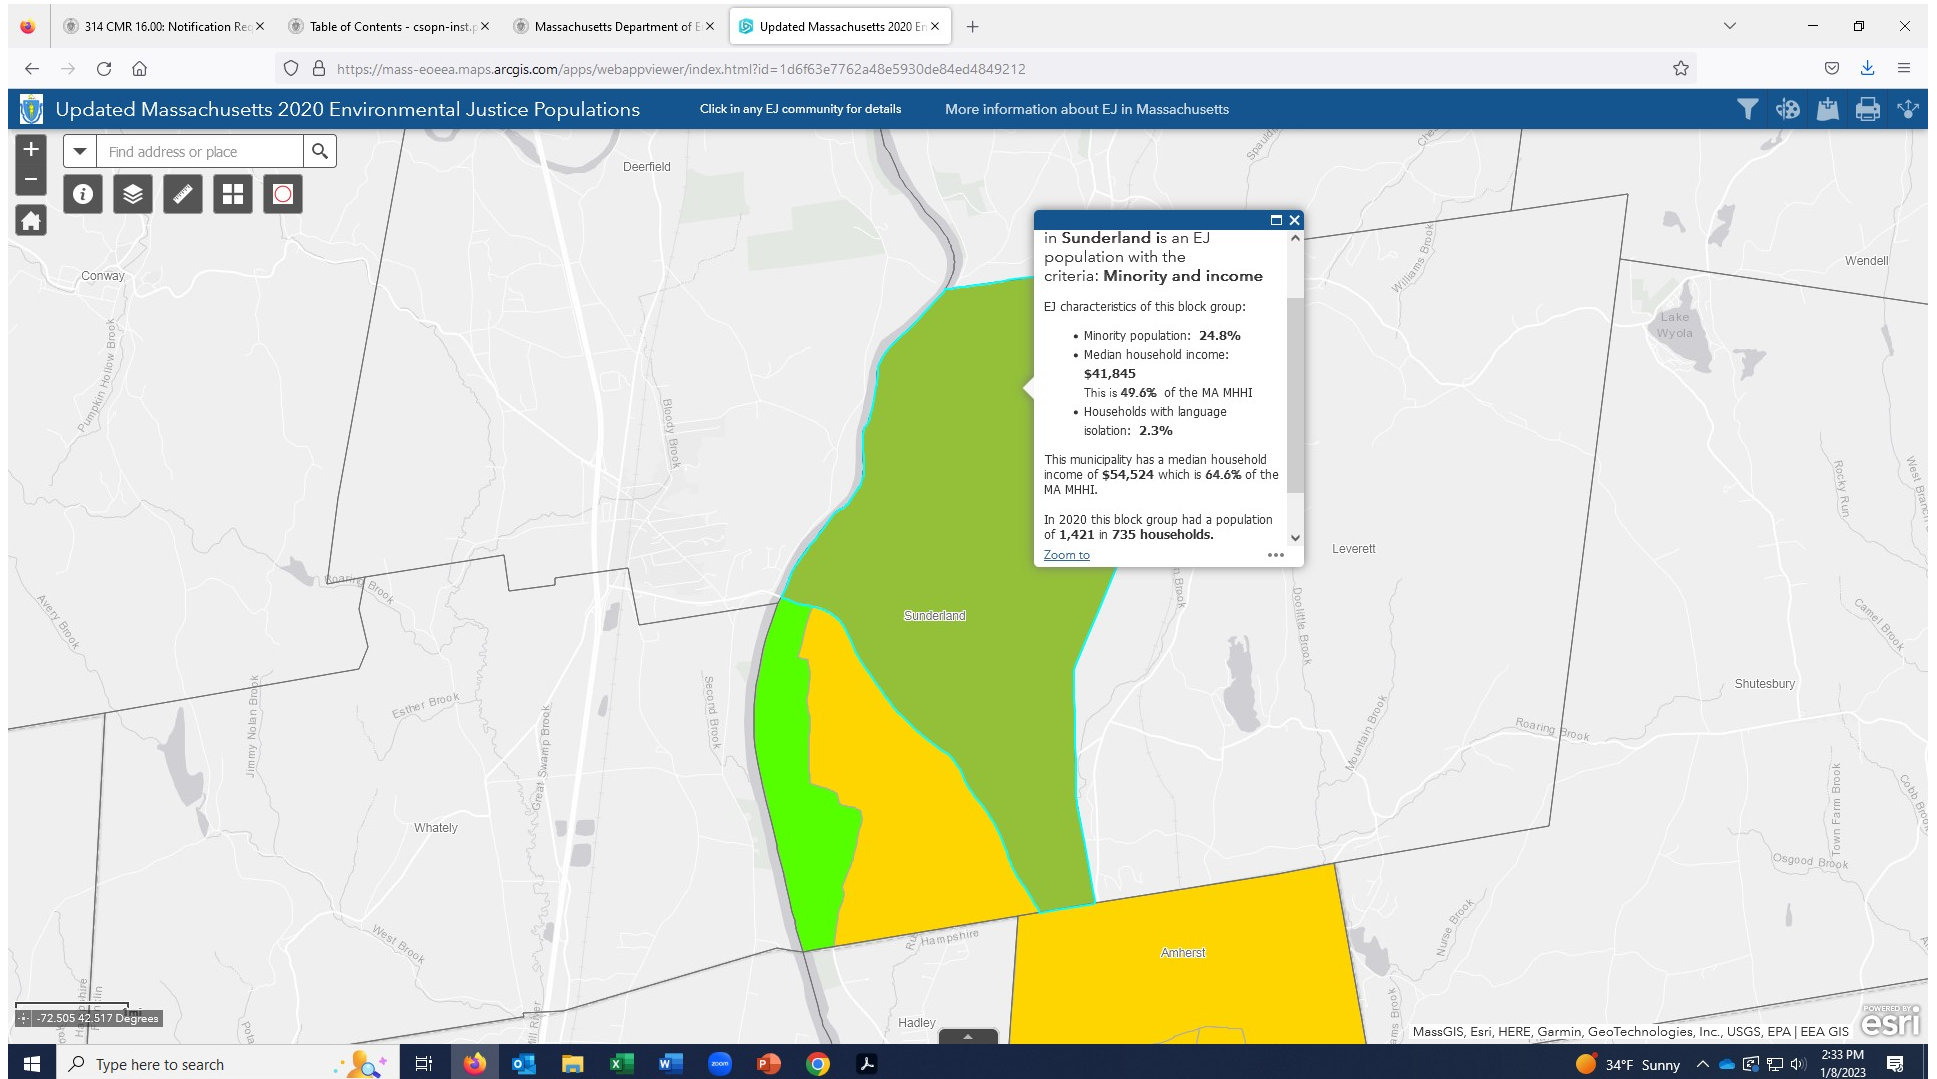 314 CMR 16.00: Notification Re
Table of Contents - csopn-inst.p
Massachusetts Department of E
Updated Massachusetts 2020 En
https://mass-eoeea.maps.arcgis.com/apps/webappviewer/index.html?id=1d6f63e7762a48e5930de84ed4849212
Updated Massachusetts 2020 Environmental Justice Populations
Click in any EJ community for details
More information about EJ in Massachusetts
Find address or place
Deerfield
Conway
Wendell
Lake
Wyola
Williams Brook
Pumpkin Hollow Brook
Bloody Brook
in Sunderland is an EJ
population with the
criteria: Minority and income
EJ characteristics of this block group:
• Minority population: 24.8%
• Median household income:
$41,845
This is 49.6% of the MA MHHI
• Households with language
isolation: 2.3%
This municipality has a median household
income of $54,524 which is 64.6% of the
MA MHHI.
In 2020 this block group had a population
of 1,421 in 735 households.
Zoom to
Leverett
Rocky Run
West Branch
Roaring Brook
Avery Brook
Sunderland
Doolittle Brook
Camel Brook
Shutesbury
Jimmy Nolan Brook
Esther Brook
Second Brook
Great Swamp Brook
Mountain Brook
Roaring Brook
Town Farm Brook
Cobb Brook
Whately
Osgood Brook
West Brook
Hampshire
Nurse Brook
Amherst
Mill River
Hadley
-72.505 42.517 Degrees
MassGIS, Esri, HERE, Garmin, GeoTechnologies, Inc., USGS, EPA | EEA GIS
POWERED BY
esri
Type here to search
zoom
34°F Sunny
2:33 PM
1/8/2023